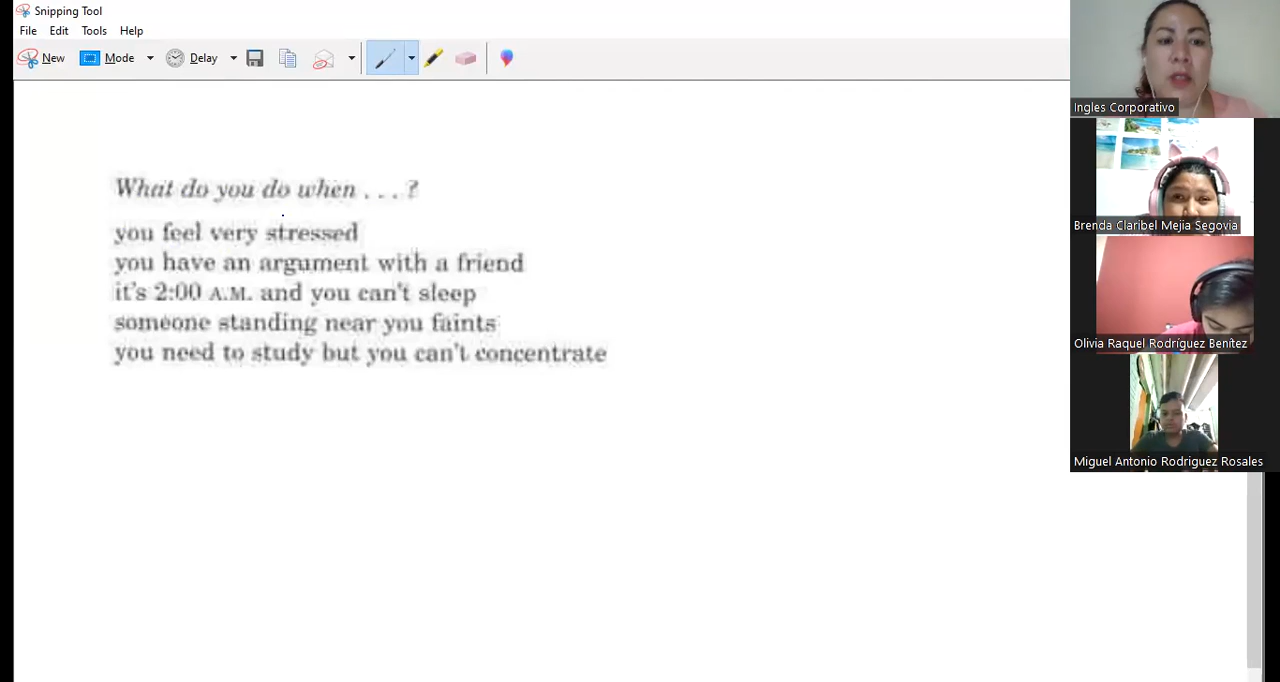 Snipping Tool
File Edit Tools Help
New Mode Delay
What do you do when . . . ?
you feel very stressed
you have an argument with a friend
it's 2:00 A.M. and you can't sleep
someone standing near you faints
you need to study but you can't concentrate
Ingles Corporativo
Brenda Claribel Mejia Segovia
Olivia Raquel Rodríguez Benítez
Miguel Antonio Rodriguez Rosales